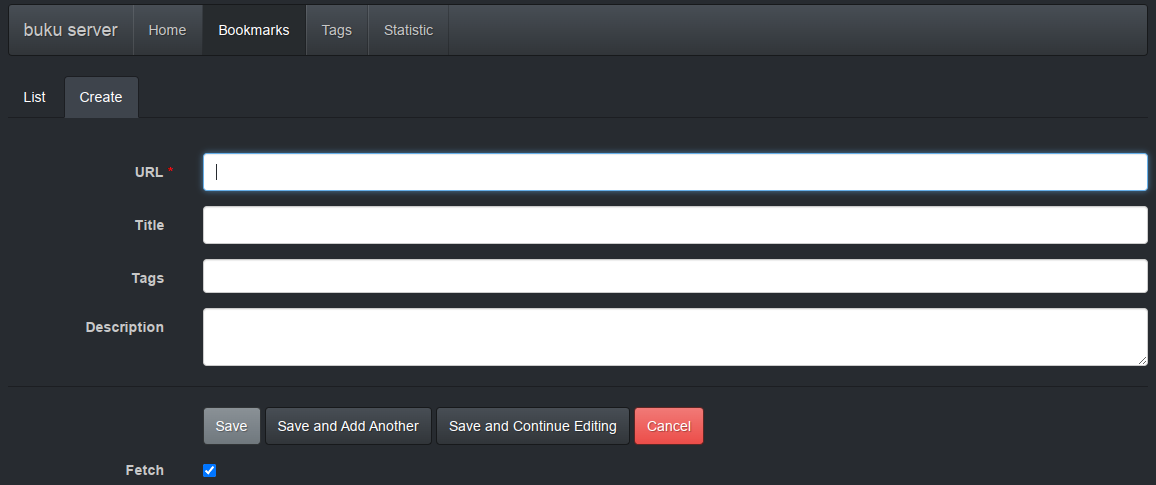 buku server Home Bookmarks Tags Statistic
List Create
URL *
Title
Tags
Description
Save Save and Add Another Save and Continue Editing Cancel
Fetch